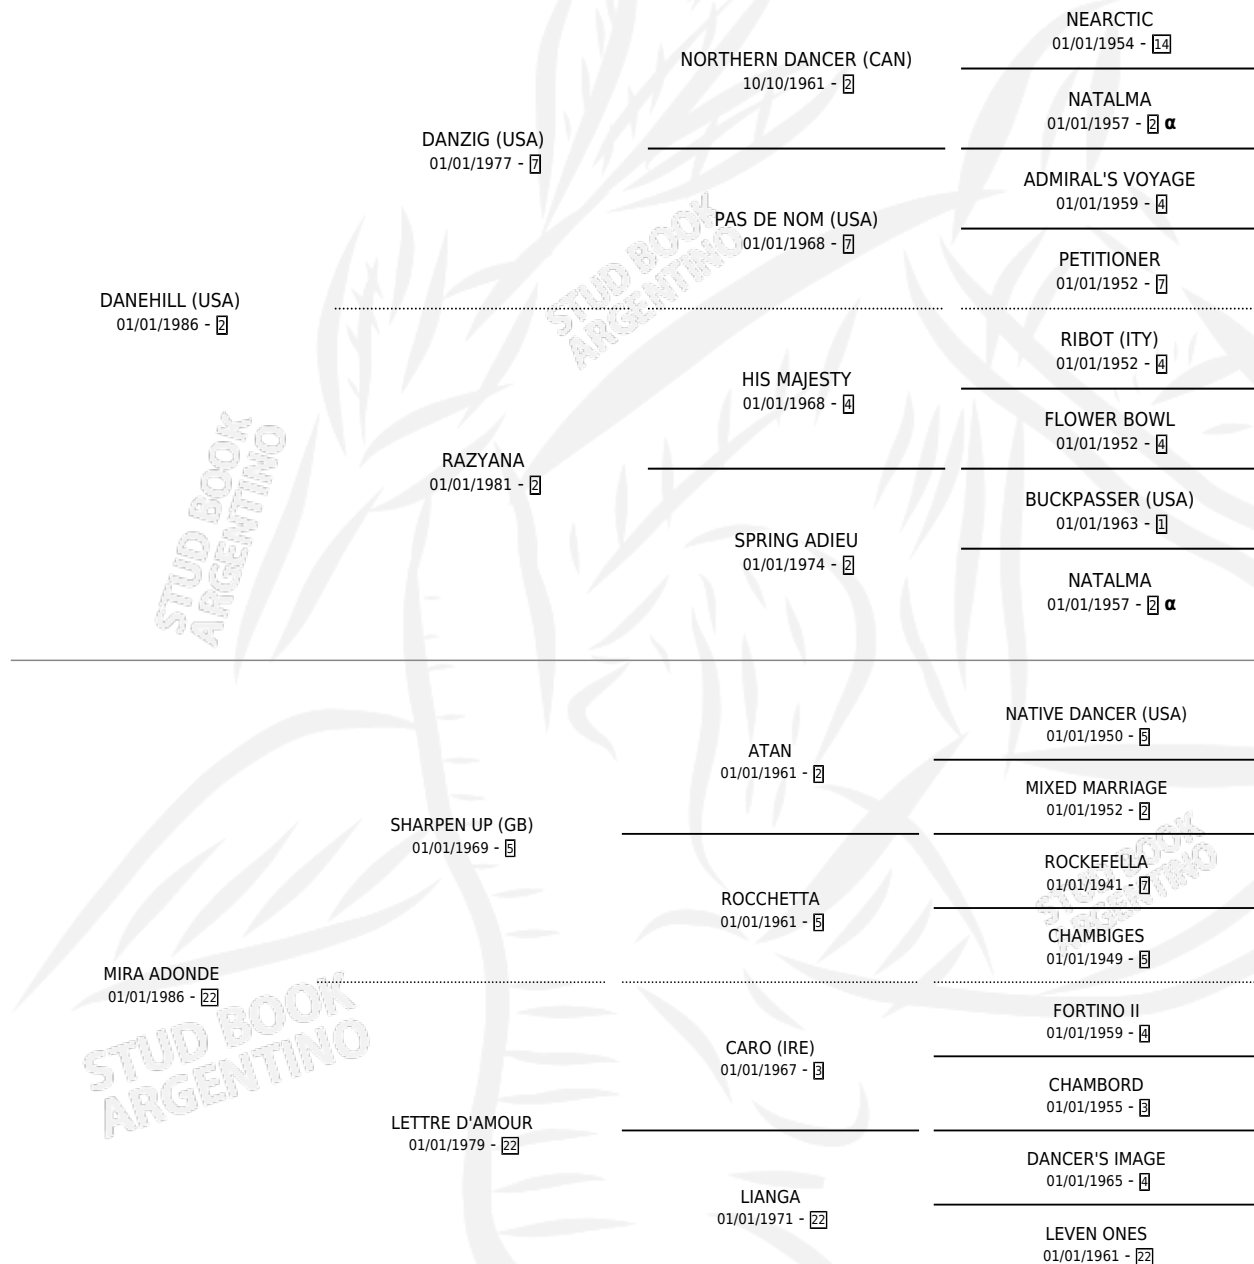 NEARCTIC
01/01/1954 - 14
NORTHERN DANCER (CAN)
10/10/1961 - 2
NATALMA
01/01/1957 - 2 α
DANZIG (USA)
01/01/1977 - 7
ADMIRAL'S VOYAGE
01/01/1959 - 4
PAS DE NOM (USA)
01/01/1968 - 7
PETITIONER
01/01/1952 - 7
STUD BOOK
ARGENTINO
DANEHILL (USA)
01/01/1986 - 2
RIBOT (ITY)
01/01/1952 - 4
HIS MAJESTY
01/01/1968 - 4
FLOWER BOWL
01/01/1952 - 4
STUD BOOK
ARGENTINO
RAZYANA
01/01/1981 - 2
BUCKPASSER (USA)
01/01/1963 - 1
SPRING ADIEU
01/01/1974 - 2
NATALMA
01/01/1957 - 2 α
NATIVE DANCER (USA)
01/01/1950 - 5
ATAN
01/01/1961 - 2
MIXED MARRIAGE
01/01/1952 - 2
SHARPEN UP (GB)
01/01/1969 - 5
ROCKEFELLA
01/01/1941 - 7
STUD BOOK
ARGENTINO
ROCCHETTA
01/01/1961 - 5
CHAMBIGES
01/01/1949 - 5
MIRA ADONDE
01/01/1986 - 22
STUD BOOK
ARGENTINO
FORTINO II
01/01/1959 - 4
CARO (IRE)
01/01/1967 - 3
CHAMBORD
01/01/1955 - 3
LETTRE D'AMOUR
01/01/1979 - 22
DANCER'S IMAGE
01/01/1965 - 4
LIANGA
01/01/1971 - 22
LEVEN ONES
01/01/1961 - 22